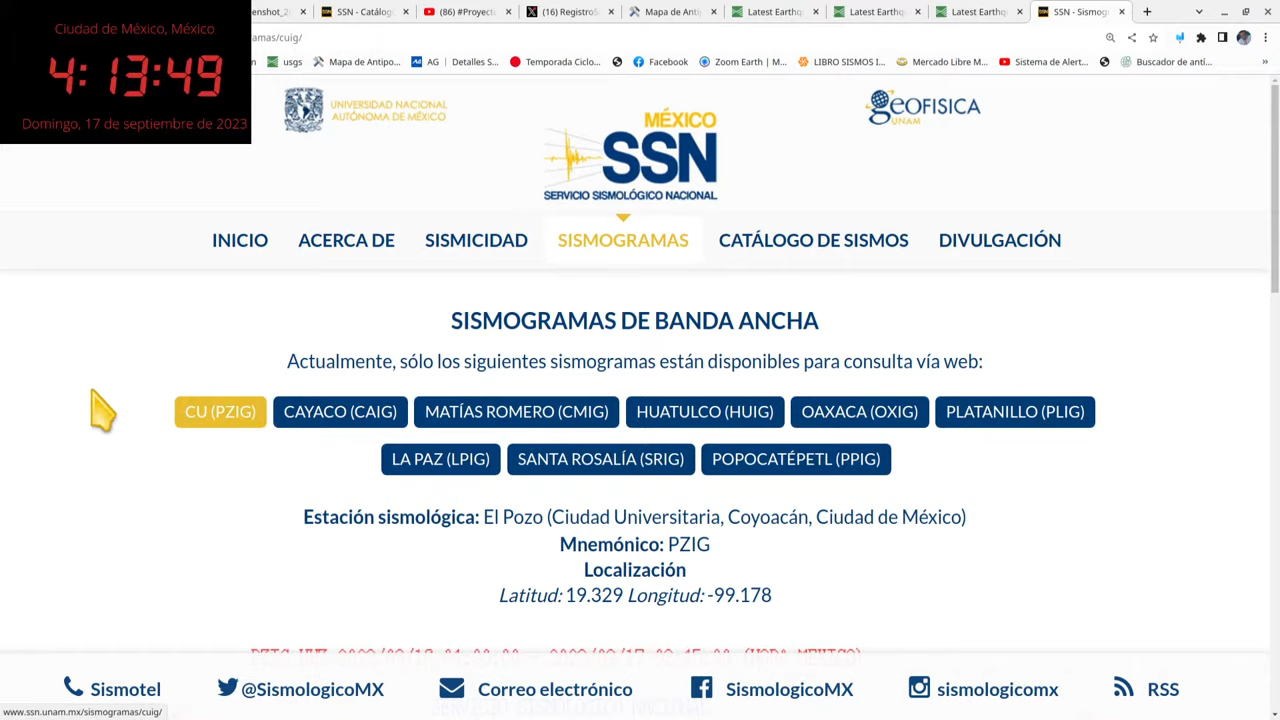 Ciudad de México, México
4:13:49
Domingo, 17 de septiembre de 2023
enshot_2
SSN - Catálog
(86) #Proyect
(16) RegistroS
Mapa de Antip
Latest Earthq
Latest Earthq
Latest Earthq
SSN - Sismog
amas/cuig/
usgs
Mapa de Antipo...
AG
Detalles S...
Temporada Ciclo...
Facebook
Zoom Earth | M...
LIBRO SISMOS I...
Mercado Libre M...
Sistema de Alert...
Buscador de antí...
UNIVERSIDAD NACIONAL
AUTÓNOMA DE MÉXICO
MÉXICO
SSN
SERVICIO SISMOLÓGICO NACIONAL
GEOFISICA
UNAM
INICIO ACERCA DE SISMICIDAD SISMOGRAMAS CATÁLOGO DE SISMOS DIVULGACIÓN
SISMOGRAMAS DE BANDA ANCHA
Actualmente, sólo los siguientes sismogramas están disponibles para consulta vía web:
CU (PZIG) CAYACO (CAIG) MATÍAS ROMERO (CMIG) HUATULCO (HUIG) OAXACA (OXIG) PLATANILLO (PLIG)
LA PAZ (LPIG) SANTA ROSALÍA (SRIG) POPOCATÉPETL (PPIG)
Estación sismológica: El Pozo (Ciudad Universitaria, Coyoacán, Ciudad de México)
Mnemónico: PZIG
Localización
Latitud: 19.329 Longitud: -99.178
Sismotel @SismologicoMX Correo electrónico SismologicoMX sismologicomx RSS
www.ssn.unam.mx/sismogramas/cuig/